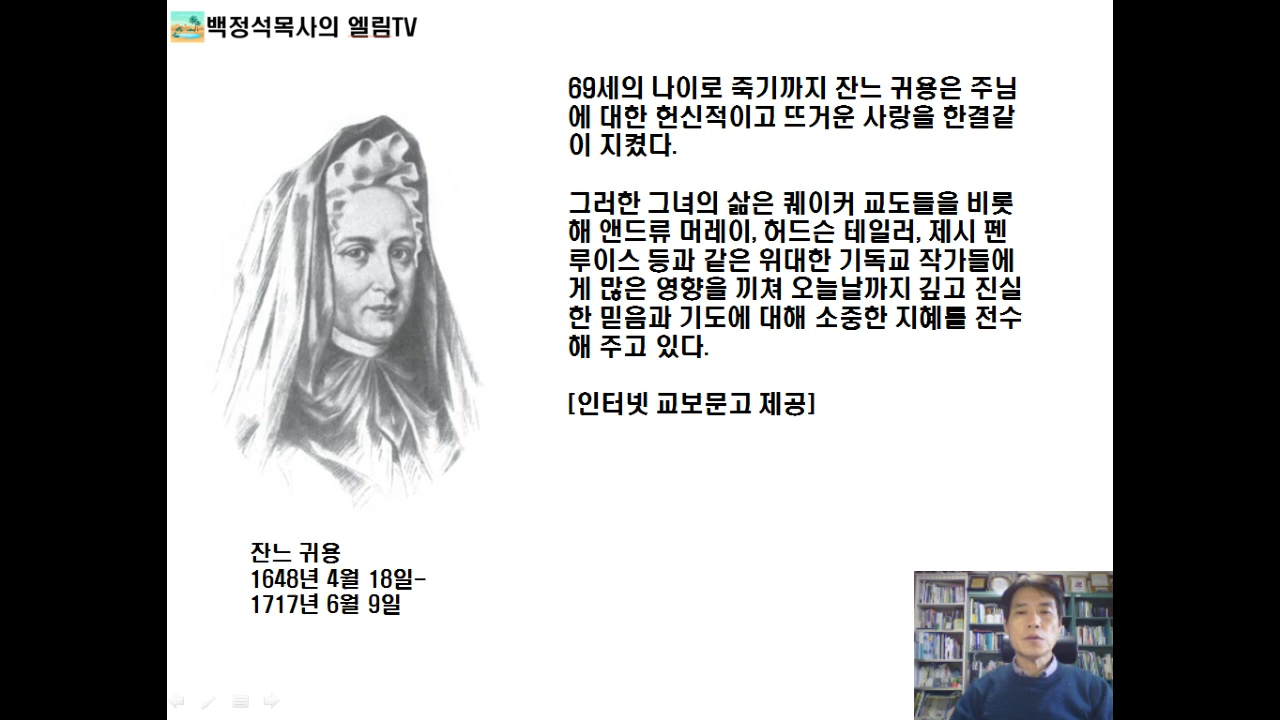 백정석목사의 엘림TV
69세의 나이로 죽기까지 잔느 귀용은 주님
에 대한 헌신적이고 뜨거운 사랑을 한결같
이 지켰다.
그러한 그녀의 삶은 퀘이커 교도들을 비롯
해 앤드류 머레이, 허드슨 테일러, 제시 펜
루이스 등과 같은 위대한 기독교 작가들에
게 많은 영향을 끼쳐 오늘날까지 깊고 진실
한 믿음과 기도에 대해 소중한 지혜를 전수
해 주고 있다.
[인터넷 교보문고 제공]
잔느 귀용
1648년 4월 18일-
1717년 6월 9일